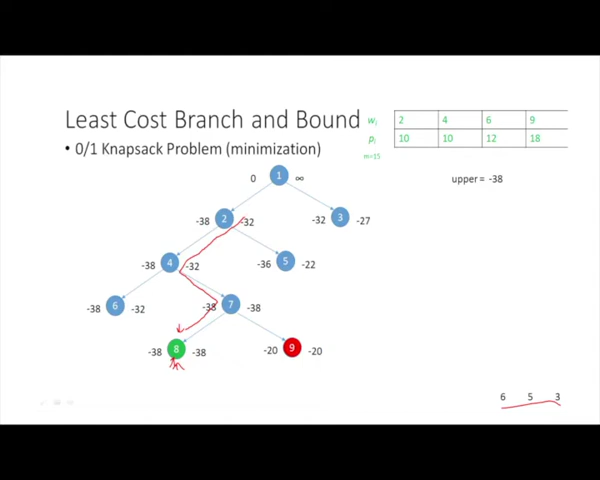 Least Cost Branch and Bound
• 0/1 Knapsack Problem (minimization)
wi 2 4 6 9
pi 10 10 12 18
m=15
upper = -38
0 1 ∞
-38 2 -32 -32 3 -27
-38 4 -32 -36 5 -22
-38 6 -32 -38 7 -38
-38 8 -38 -20 9 -20
6 5 3